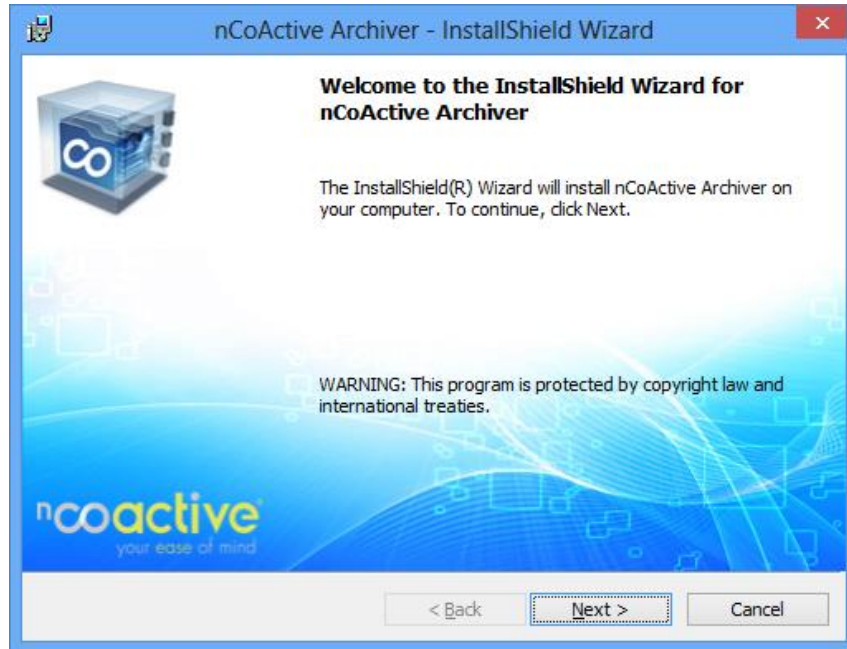 nCoActive Archiver - InstallShield Wizard
Welcome to the InstallShield Wizard for
nCoActive Archiver
CO
The InstallShield(R) Wizard will install nCoActive Archiver on
your computer. To continue, click Next.
WARNING: This program is protected by copyright law and
international treaties.
ncoactive
your ease of mind
< Back
Next >
Cancel